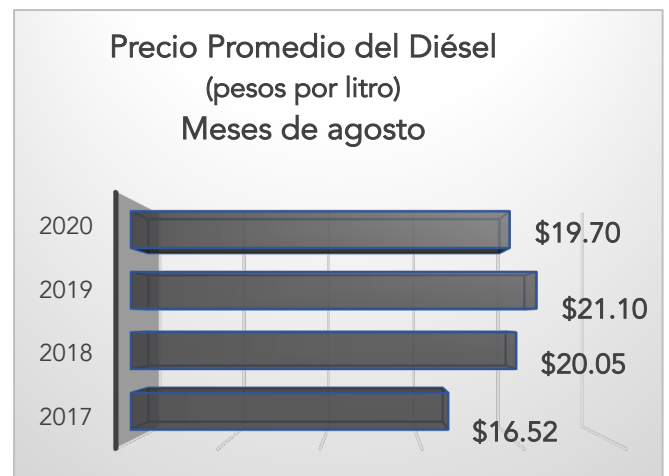 Precio Promedio del Diésel
(pesos por litro)
Meses de agosto
2020 $19.70
2019 $21.10
2018 $20.05
2017 $16.52